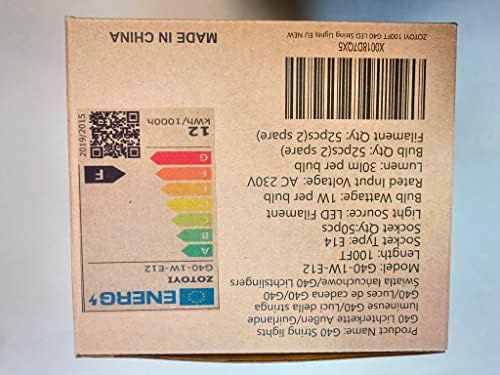 Product Name: G40 String lights
G40 Lichterkette Außen/Guirlande
lumineuse G40/Luci della stringa
G40/Luces de cadena G40/G40
Światła łańcuchowe/G40 Lichtslingers
Model: G40-1W-E12
Length: 100FT
Socket Type: E14
Socket Qty:50pcs
Light Source: LED Filament
Bulb Wattage: 1W per bulb
Rated Input Voltage: AC 230V
Lumen: 30lm per bulb
Bulb Qty: 52pcs(2 spare)
Filament Qty: 52pcs(2 spare)
ENERG
ZOTOYI
G40-1W-E12
A
B
C
D
E
F
G
F
12
kWh/1000h
2019/2015
X0018D7QX5
ZOTOYI 100FT G40 LED String Lights EU NEW
MADE IN CHINA